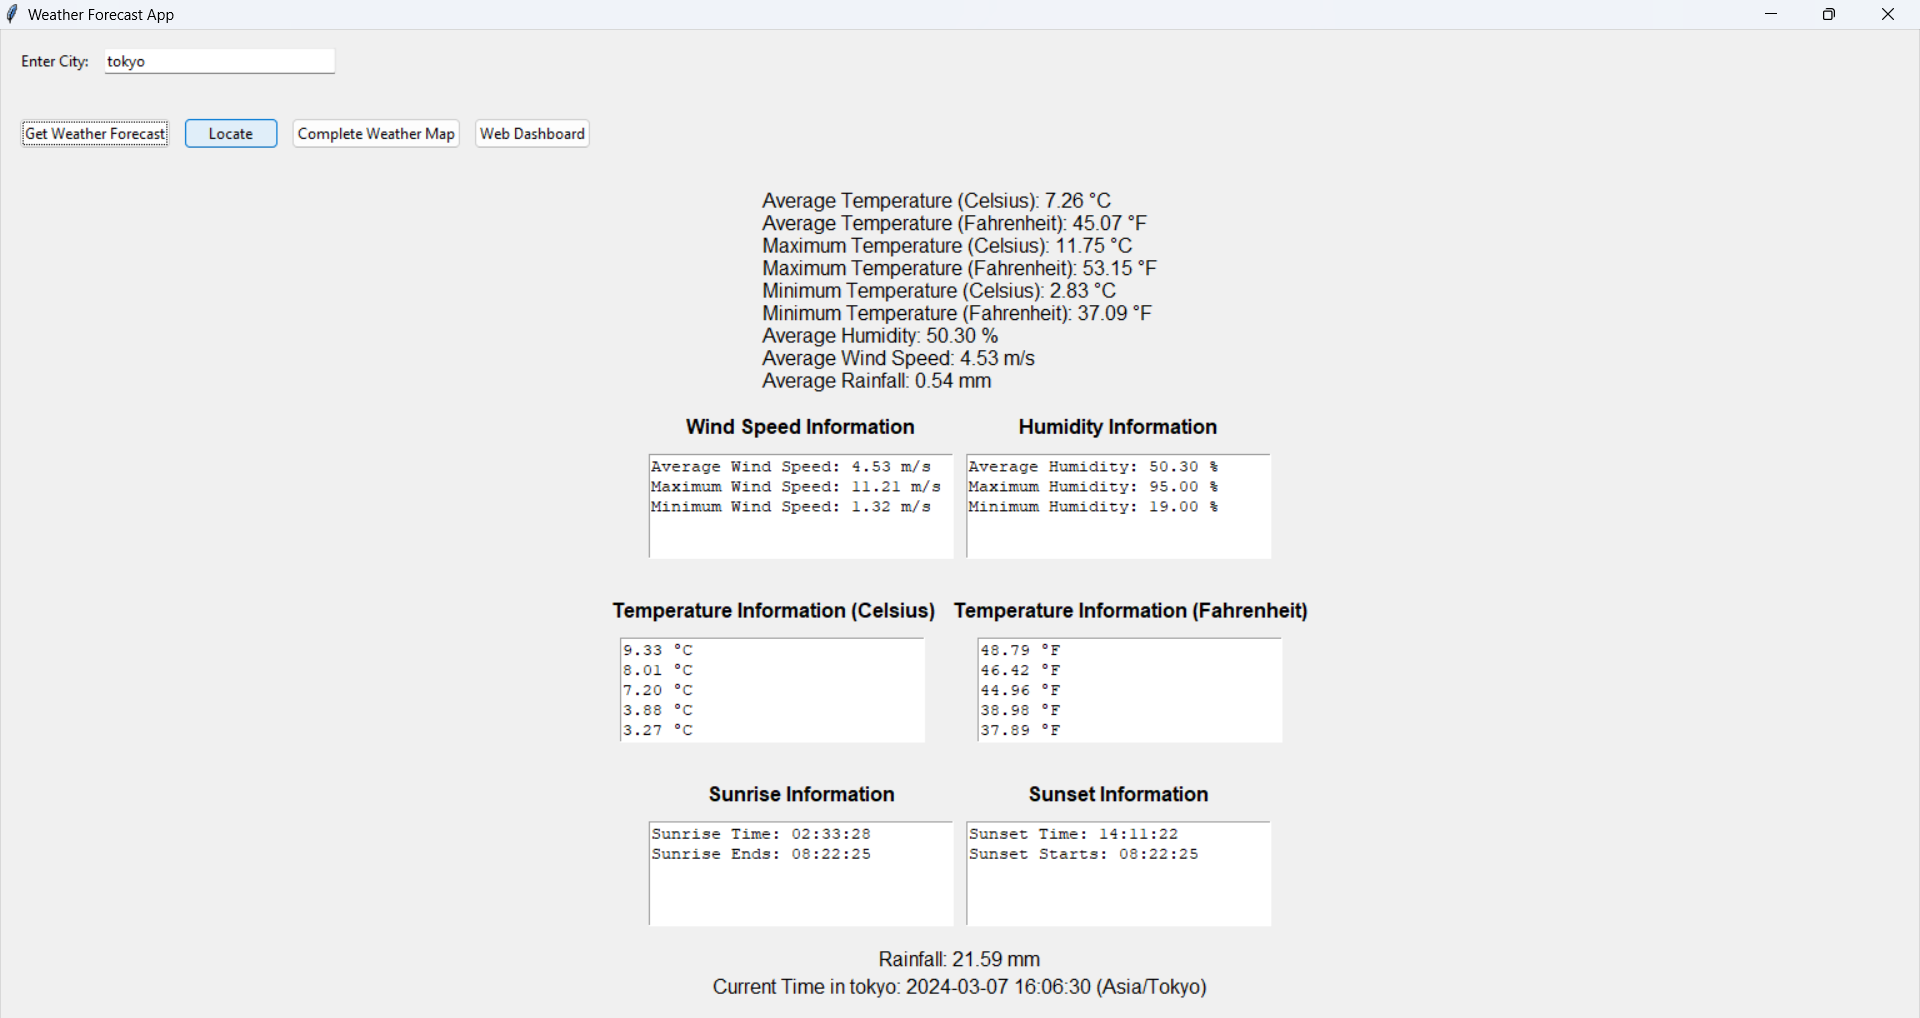 Weather Forecast App
Enter City: tokyo
Get Weather Forecast Locate Complete Weather Map Web Dashboard
Average Temperature (Celsius): 7.26 °C
Average Temperature (Fahrenheit): 45.07 °F
Maximum Temperature (Celsius): 11.75 °C
Maximum Temperature (Fahrenheit): 53.15 °F
Minimum Temperature (Celsius): 2.83 °C
Minimum Temperature (Fahrenheit): 37.09 °F
Average Humidity: 50.30 %
Average Wind Speed: 4.53 m/s
Average Rainfall: 0.54 mm
Wind Speed Information
Average Wind Speed: 4.53 m/s
Maximum Wind Speed: 11.21 m/s
Minimum Wind Speed: 1.32 m/s
Humidity Information
Average Humidity: 50.30 %
Maximum Humidity: 95.00 %
Minimum Humidity: 19.00 %
Temperature Information (Celsius)
9.33 °C
8.01 °C
7.20 °C
3.88 °C
3.27 °C
Temperature Information (Fahrenheit)
48.79 °F
46.42 °F
44.96 °F
38.98 °F
37.89 °F
Sunrise Information
Sunrise Time: 02:33:28
Sunrise Ends: 08:22:25
Sunset Information
Sunset Time: 14:11:22
Sunset Starts: 08:22:25
Rainfall: 21.59 mm
Current Time in tokyo: 2024-03-07 16:06:30 (Asia/Tokyo)